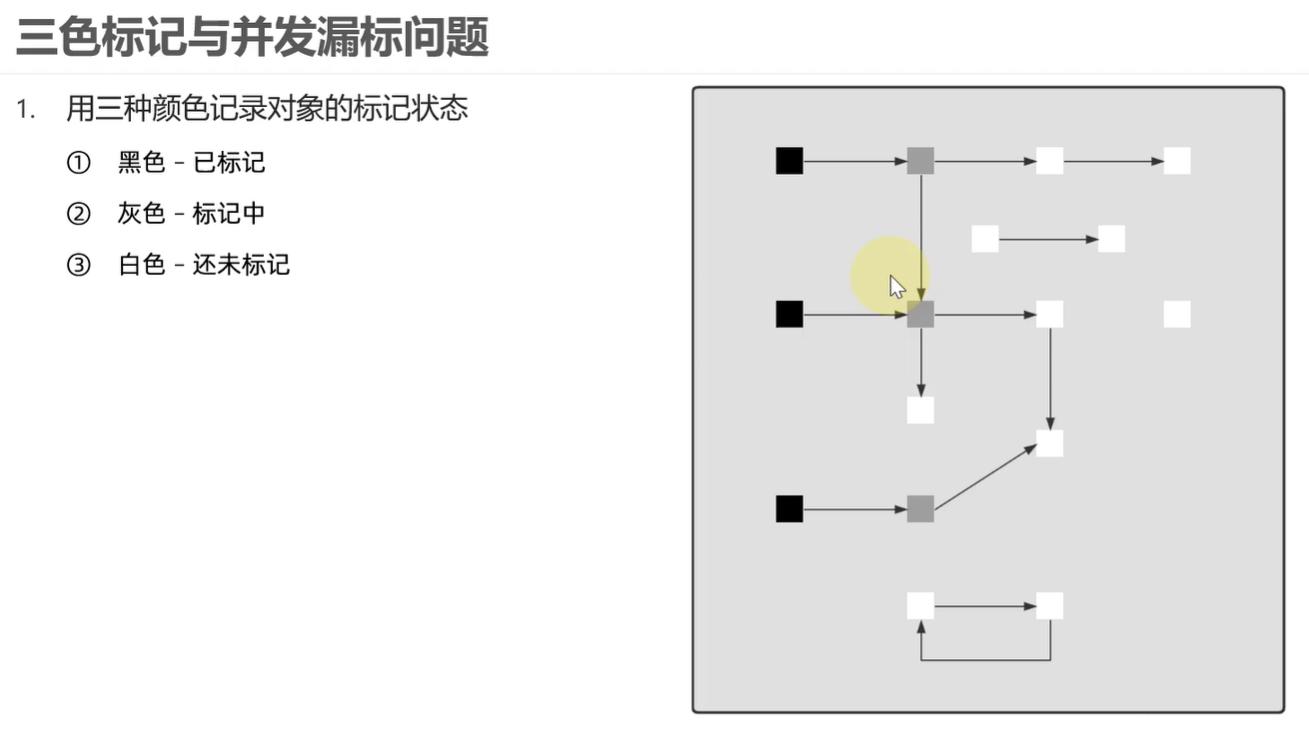 三色标记与并发漏标问题
1. 用三种颜色记录对象的标记状态
① 黑色 – 已标记
② 灰色 – 标记中
③ 白色 – 还未标记